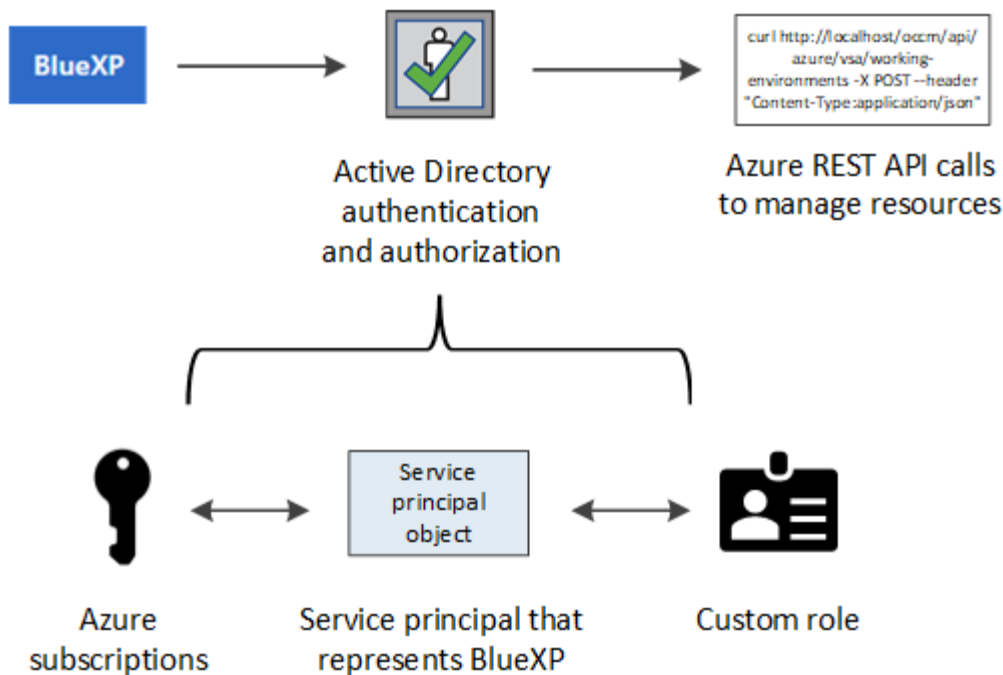 BlueXP
curl http://localhost/occm/api/
azure/vsa/working-
environments -X POST --header
"Content-Type:application/json"
Active Directory
authentication
and authorization
Azure REST API calls
to manage resources
Service
principal
object
Azure
subscriptions
Service principal that
represents BlueXP
Custom role